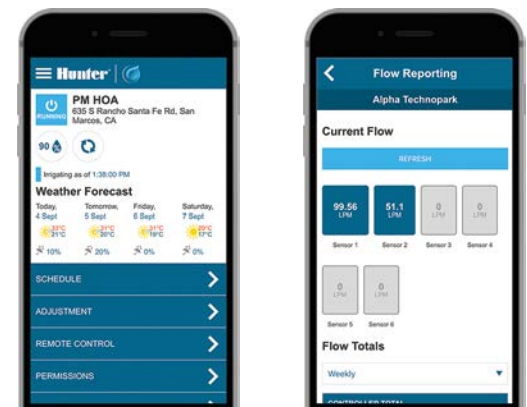 Hunter
RUNNING
PM HOA
635 S Rancho Santa Fe Rd, San
Marcos, CA
90
Irrigating as of 1:38:00 PM
Weather Forecast
Today, Tomorrow, Friday, Saturday,
4 Sept 5 Sept 6 Sept 7 Sept
21°C 20°C 17°C
10% 20% 0% 0%
SCHEDULE
ADJUSTMENT
REMOTE CONTROL
PERMISSIONS
Flow Reporting
Alpha Technopark
Current Flow
REFRESH
99.56 51.1 0 0
LPM LPM LPM LPM
Sensor 1 Sensor 2 Sensor 3 Sensor 4
0 0
LPM LPM
Sensor 5 Sensor 6
Flow Totals
Weekly
CONTROLLER TOTAL